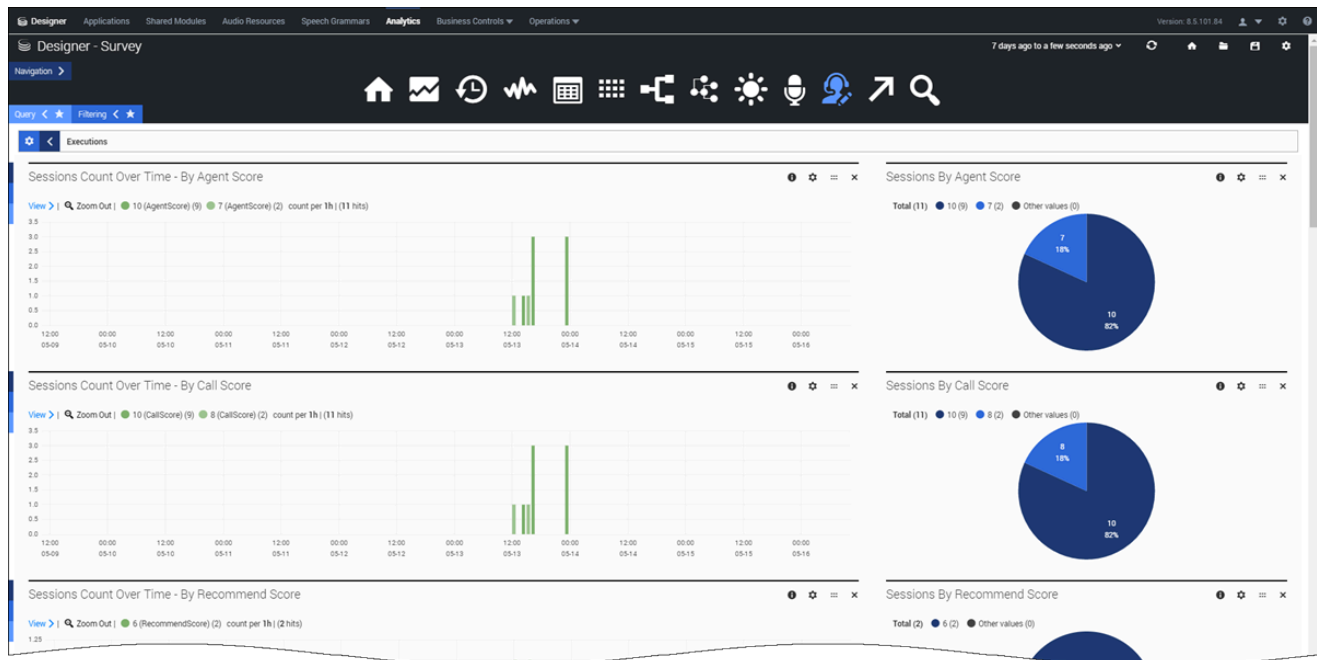 Designer Applications Shared Modules Audio Resources Speech Grammars Analytics Business Controls Operations Version: 8.5.101.84
Designer - Survey 7 days ago to a few seconds ago
Navigation
Query Filtering
Executions
Sessions Count Over Time - By Agent Score
View | Zoom Out | 10 (AgentScore) (9) 7 (AgentScore) (2) count per 1h | (11 hits)
3.5
3.0
2.5
2.0
1.5
1.0
0.5
0.0
12:00 00:00 12:00 00:00 12:00 00:00 12:00 00:00 12:00 00:00 12:00 00:00 12:00 00:00
05-09 05-10 05-10 05-11 05-11 05-12 05-12 05-13 05-13 05-14 05-14 05-15 05-15 05-16
Sessions By Agent Score
Total (11) 10 (9) 7 (2) Other values (0)
7
18%
10
82%
Sessions Count Over Time - By Call Score
View | Zoom Out | 10 (CallScore) (9) 8 (CallScore) (2) count per 1h | (11 hits)
3.5
3.0
2.5
2.0
1.5
1.0
0.5
0.0
12:00 00:00 12:00 00:00 12:00 00:00 12:00 00:00 12:00 00:00 12:00 00:00 12:00 00:00
05-09 05-10 05-10 05-11 05-11 05-12 05-12 05-13 05-13 05-14 05-14 05-15 05-15 05-16
Sessions By Call Score
Total (11) 10 (9) 8 (2) Other values (0)
8
18%
10
82%
Sessions Count Over Time - By Recommend Score
View | Zoom Out | 6 (RecommendScore) (2) count per 1h | (2 hits)
1.25
Sessions By Recommend Score
Total (2) 6 (2) Other values (0)